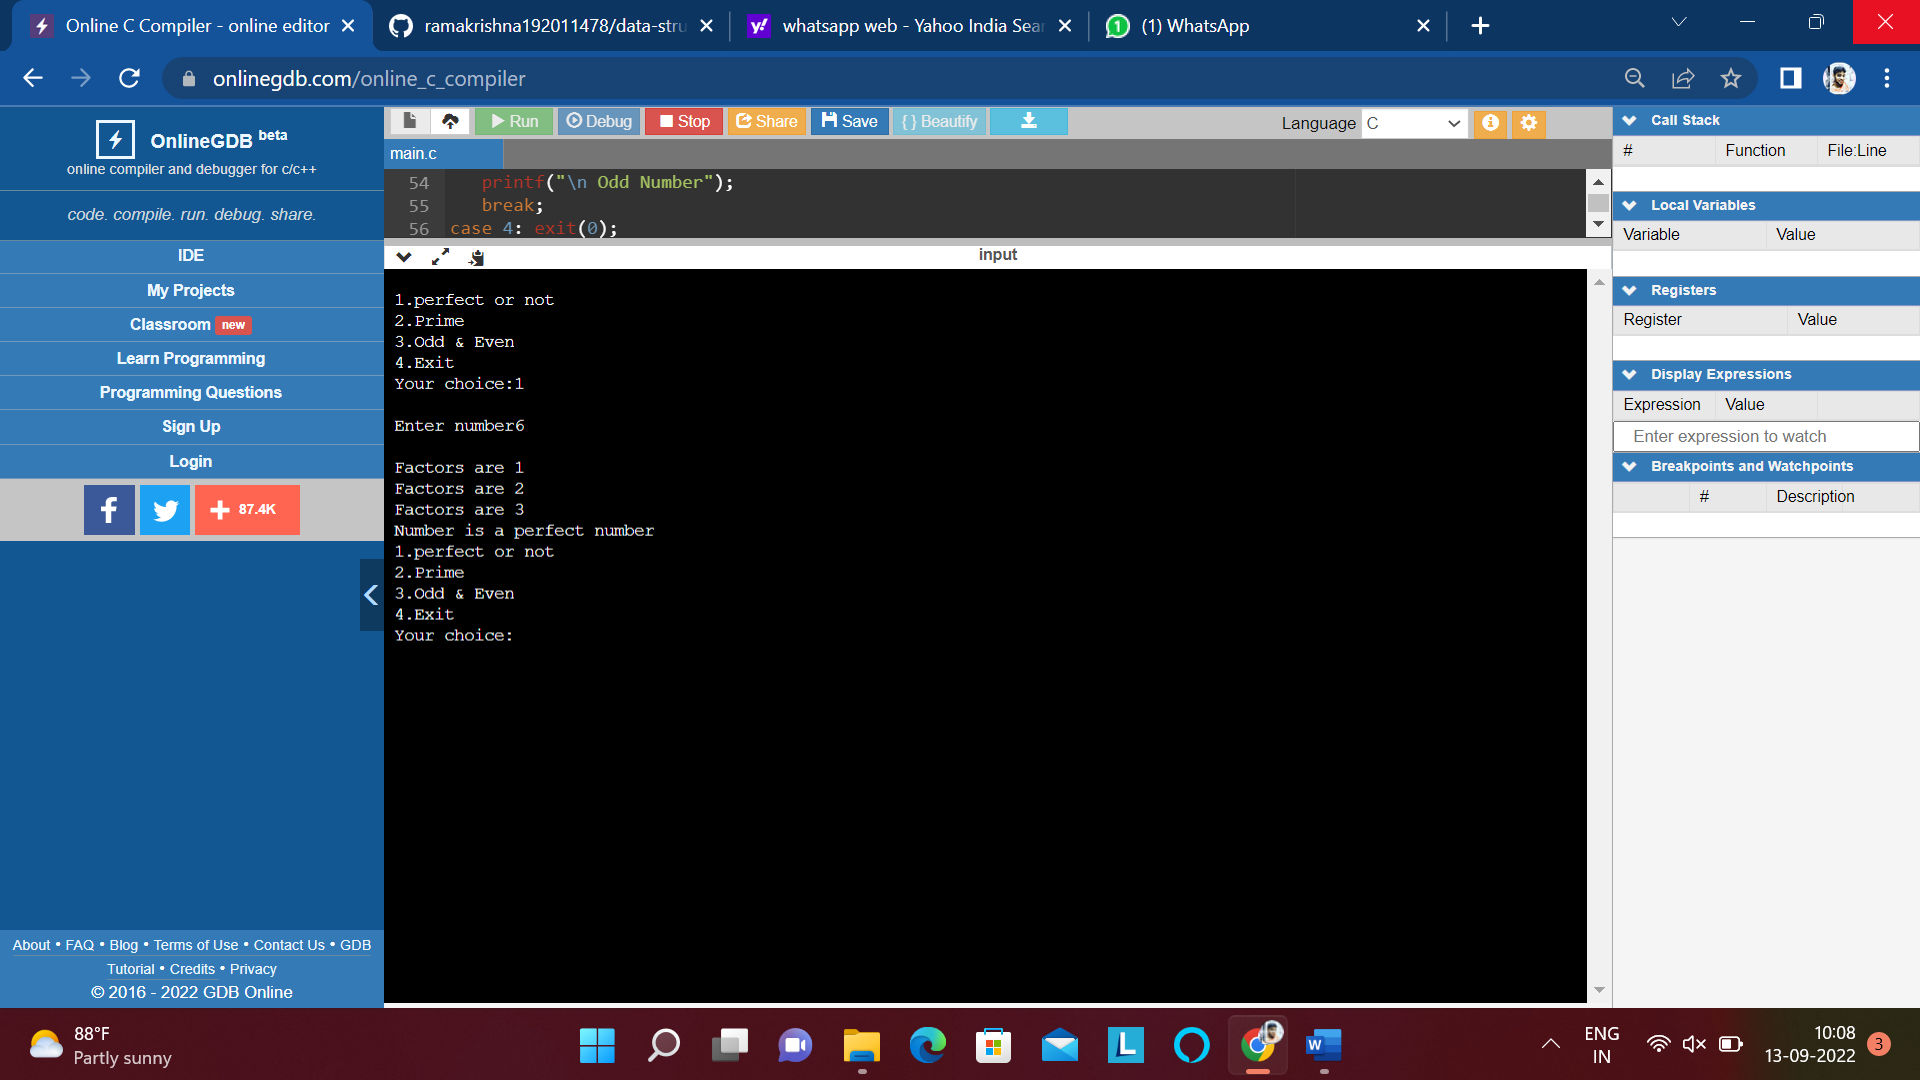 Online C Compiler - online editor
ramakrishna192011478/data-stru
whatsapp web - Yahoo India Sear
(1) WhatsApp
onlinegdb.com/online_c_compiler
OnlineGDB beta
online compiler and debugger for c/c++
code. compile. run. debug. share.
IDE
My Projects
Classroom new
Learn Programming
Programming Questions
Sign Up
Login
87.4K
About • FAQ • Blog • Terms of Use • Contact Us • GDB
Tutorial • Credits • Privacy
© 2016 - 2022 GDB Online
Run Debug Stop Share Save { } Beautify
Language C
main.c
54 printf("\n Odd Number");
55 break;
56 case 4: exit(0);
input
1.perfect or not
2.Prime
3.Odd & Even
4.Exit
Your choice:1
Enter number6
Factors are 1
Factors are 2
Factors are 3
Number is a perfect number
1.perfect or not
2.Prime
3.Odd & Even
4.Exit
Your choice:
Call Stack
# Function File:Line
Local Variables
Variable Value
Registers
Register Value
Display Expressions
Expression Value
Enter expression to watch
Breakpoints and Watchpoints
# Description
88°F
Partly sunny
ENG
IN
10:08
13-09-2022
3